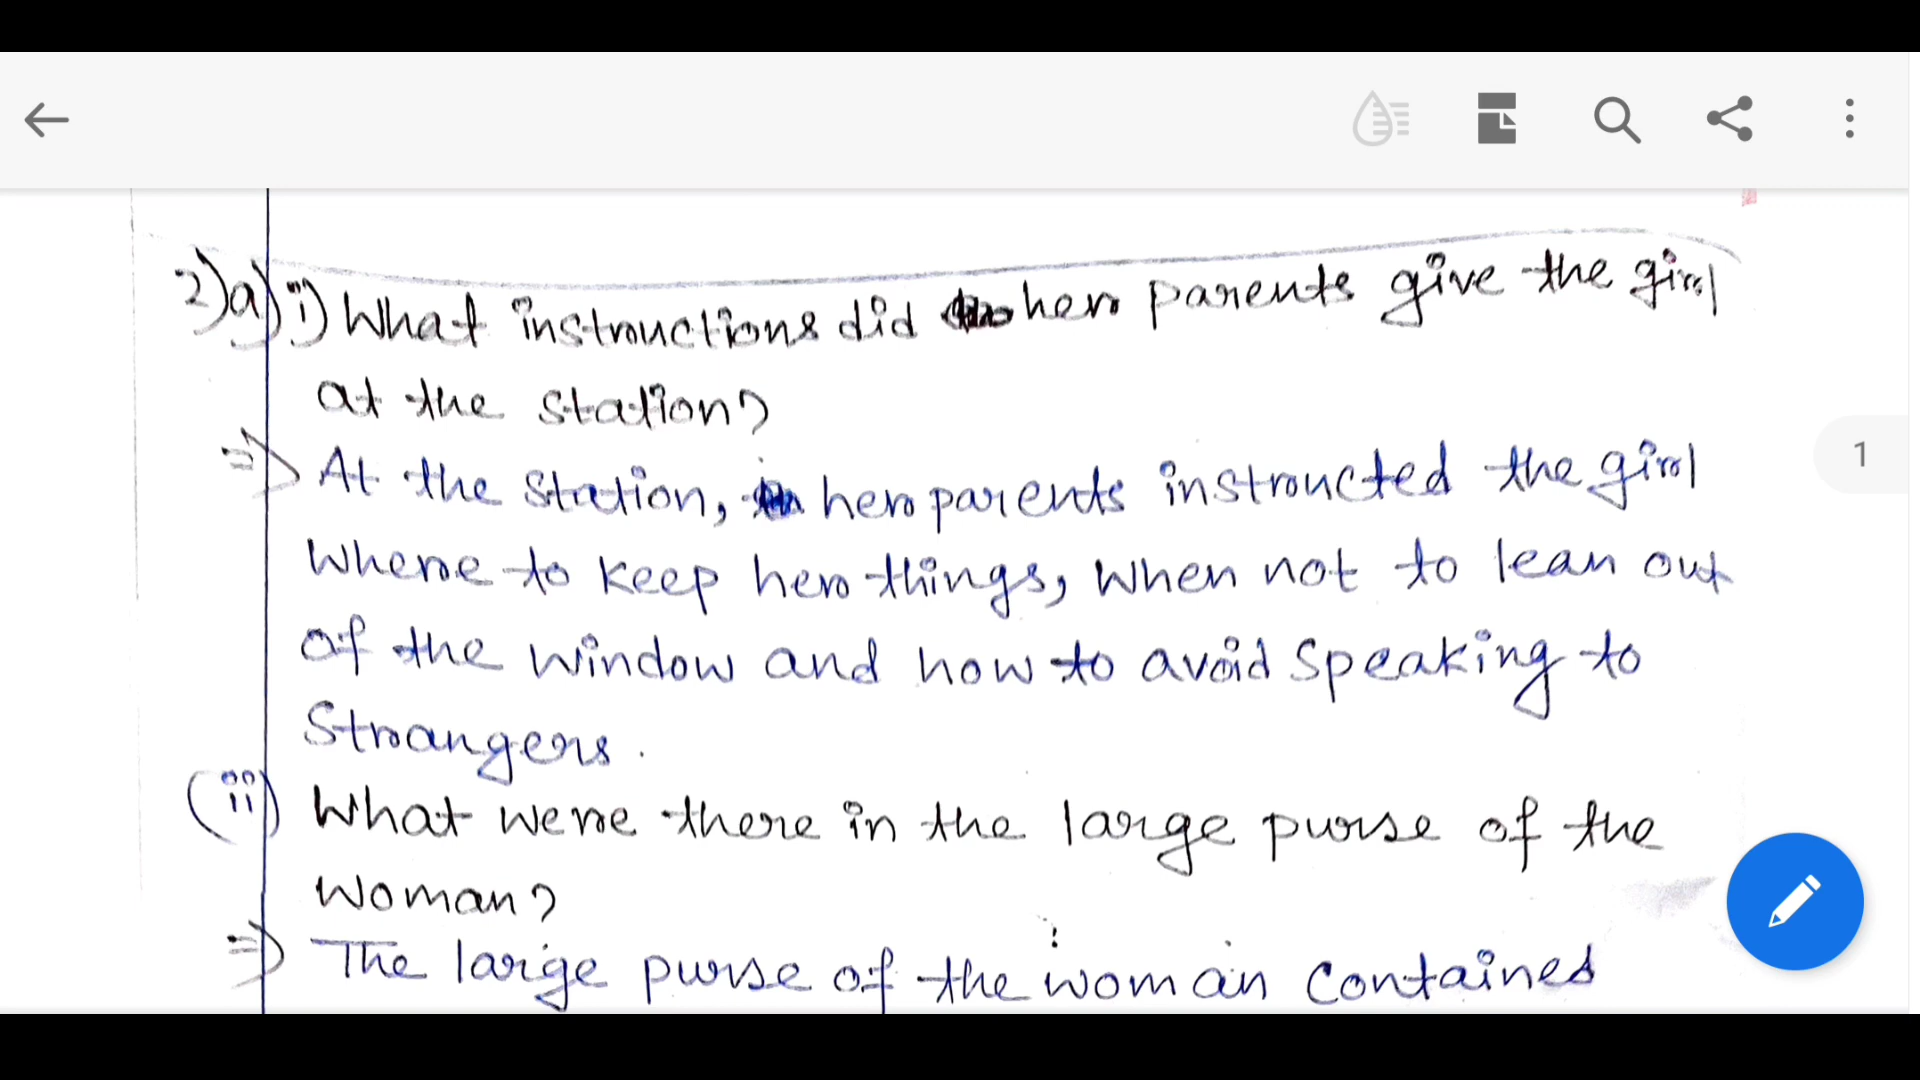 2)a)i) What instructions did her parents give the girl
at the station?
⇒ At the station, her parents instructed the girl
where to keep her things, when not to lean out
of the window and how to avoid speaking to
strangers.
(ii) What were there in the large purse of the
woman?
⇒ The large purse of the woman contained
1